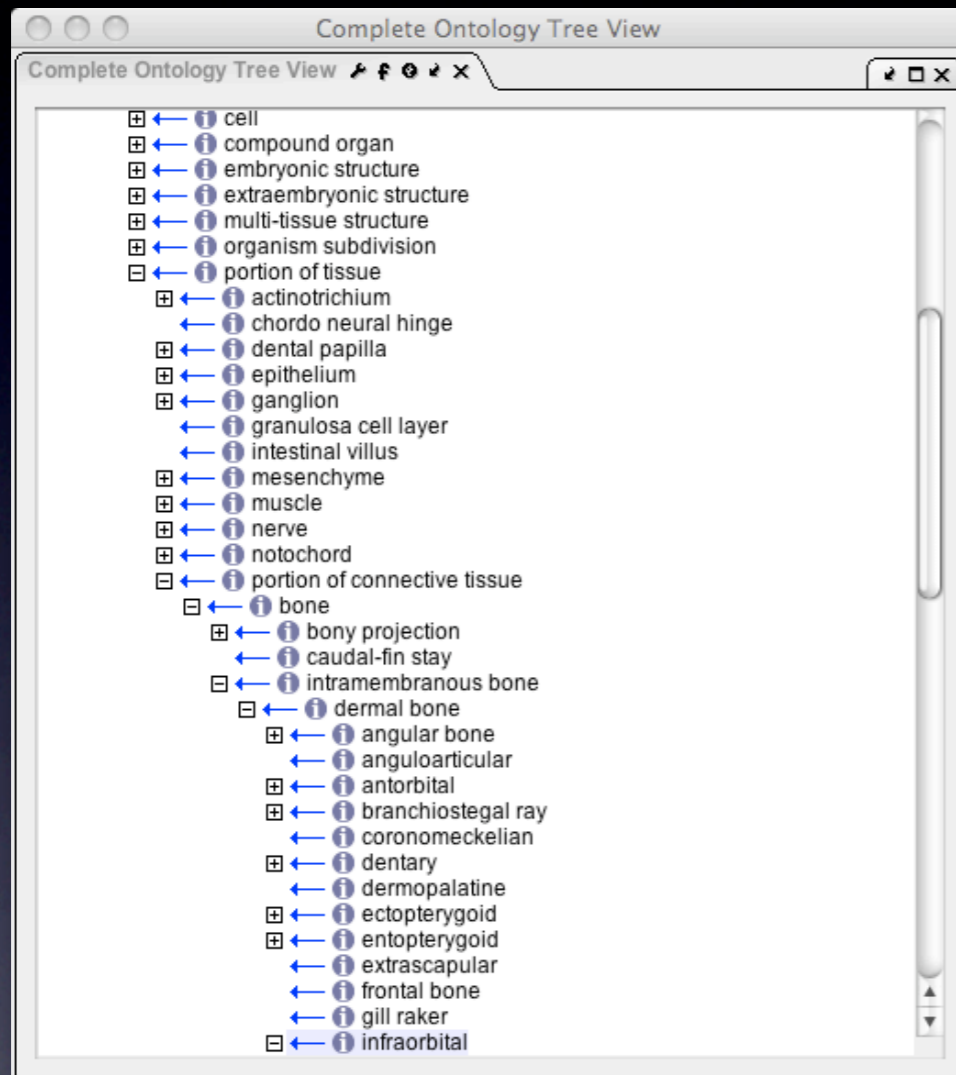 Complete Ontology Tree View
Complete Ontology Tree View
cell
compound organ
embryonic structure
extraembryonic structure
multi-tissue structure
organism subdivision
portion of tissue
actinotrichium
chordo neural hinge
dental papilla
epithelium
ganglion
granulosa cell layer
intestinal villus
mesenchyme
muscle
nerve
notochord
portion of connective tissue
bone
bony projection
caudal-fin stay
intramembranous bone
dermal bone
angular bone
anguloarticular
antorbital
branchiostegal ray
coronomeckelian
dentary
dermopalatine
ectopterygoid
entopterygoid
extrascapular
frontal bone
gill raker
infraorbital